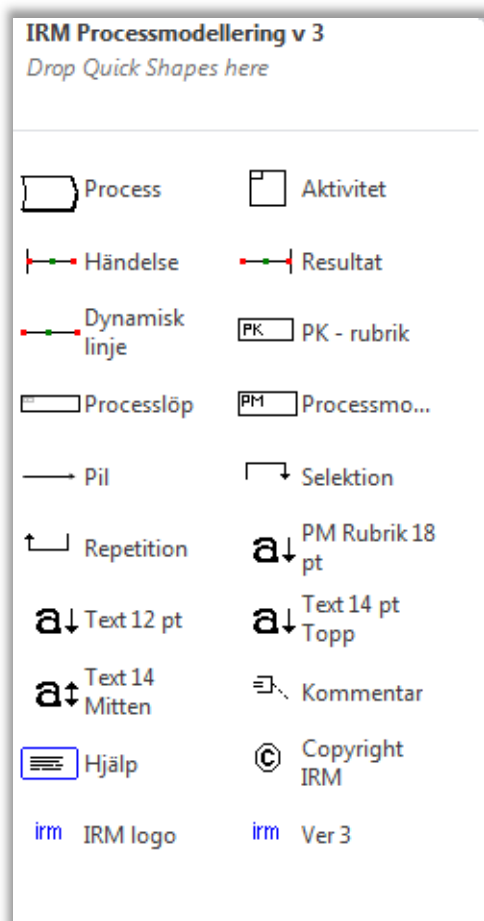 IRM Processmodellering v 3
Drop Quick Shapes here
Process
Aktivitet
Händelse
Resultat
Dynamisk
linje
PK
PK - rubrik
Processlöp
PM
Processmo...
Pil
Selektion
Repetition
a
PM Rubrik 18
pt
a
Text 12 pt
a
Text 14 pt
Topp
a
Text 14
Mitten
Kommentar
Hjälp
©
Copyright
IRM
irm
IRM logo
irm
Ver 3